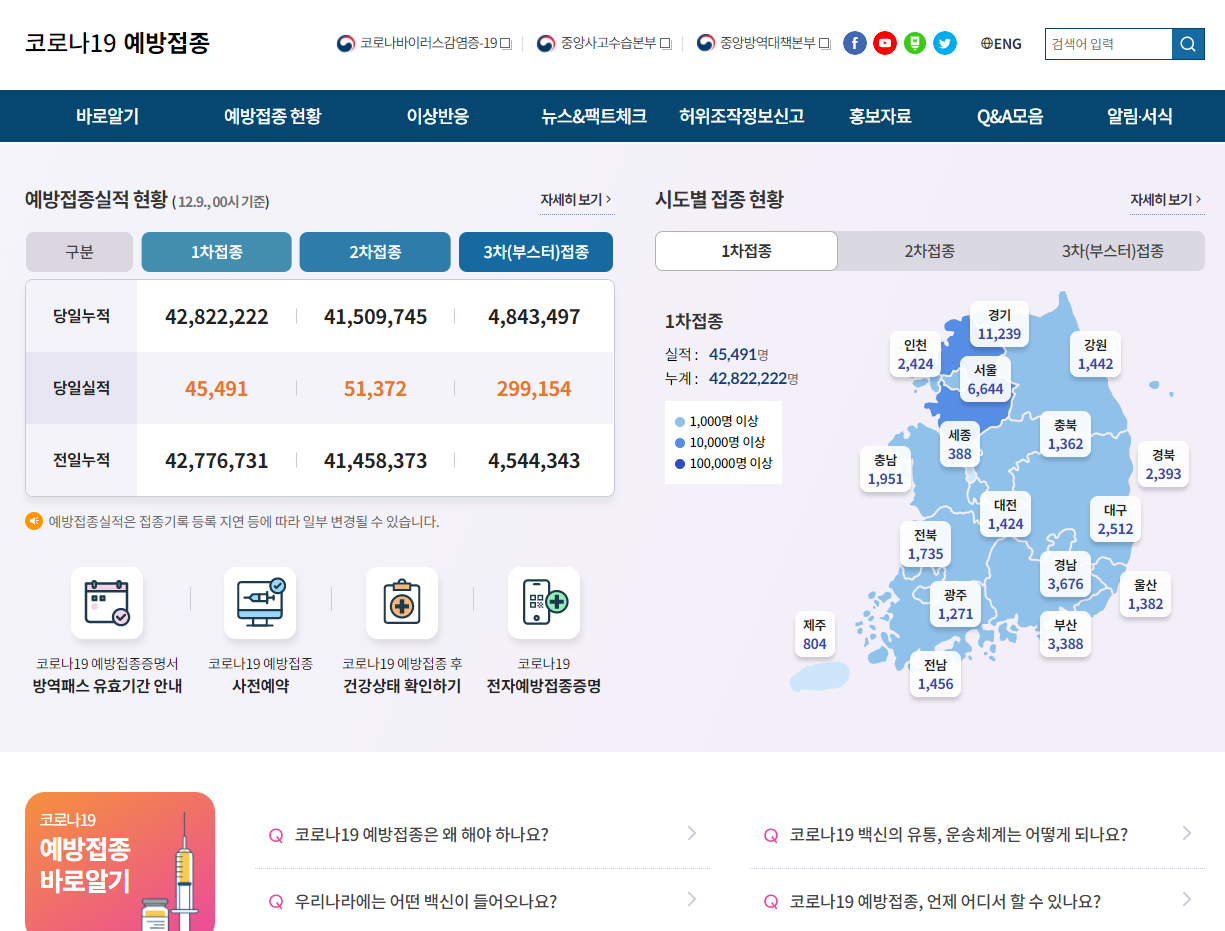 코로나19 예방접종
코로나바이러스감염증-19
중앙사고수습본부
중앙방역대책본부
ENG
검색어 입력
바로알기
예방접종 현황
이상반응
뉴스&팩트체크
허위조작정보신고
홍보자료
Q&A모음
알림·서식
예방접종실적 현황 ( 12.9., 00시 기준)
자세히 보기 >
구분 1차접종 2차접종 3차(부스터)접종
당일누적 42,822,222 41,509,745 4,843,497
당일실적 45,491 51,372 299,154
전일누적 42,776,731 41,458,373 4,544,343
예방접종실적은 접종기록 등록 지연 등에 따라 일부 변경될 수 있습니다.
코로나19 예방접종증명서
방역패스 유효기간 안내
코로나19 예방접종
사전예약
코로나19 예방접종 후
건강상태 확인하기
코로나19
전자예방접종증명
시도별 접종 현황
자세히 보기 >
1차접종 2차접종 3차(부스터)접종
1차접종
실적 : 45,491명
누계 : 42,822,222명
1,000명 이상
10,000명 이상
100,000명 이상
경기
11,239
인천
2,424
강원
1,442
서울
6,644
충북
1,362
세종
388
충남
1,951
경북
2,393
대전
1,424
대구
2,512
전북
1,735
경남
3,676
울산
1,382
광주
1,271
제주
804
부산
3,388
전남
1,456
코로나19
예방접종
바로알기
Q 코로나19 예방접종은 왜 해야 하나요?
Q 코로나19 백신의 유통, 운송체계는 어떻게 되나요?
Q 우리나라에는 어떤 백신이 들어오나요?
Q 코로나19 예방접종, 언제 어디서 할 수 있나요?